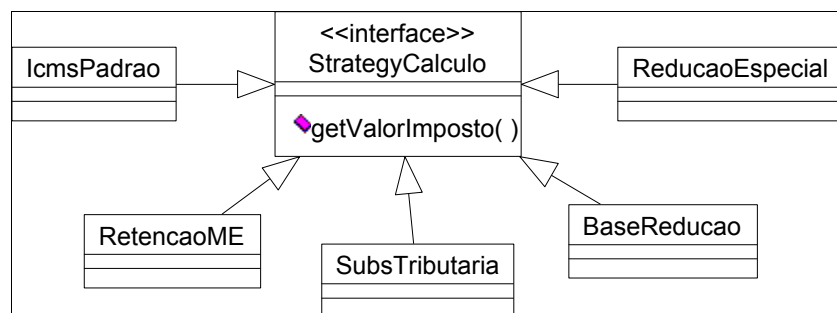 <<interface>>
StrategyCalculo
getValorImposto( )
IcmsPadrao
ReducaoEspecial
RetencaoME
SubsTributaria
BaseReducao